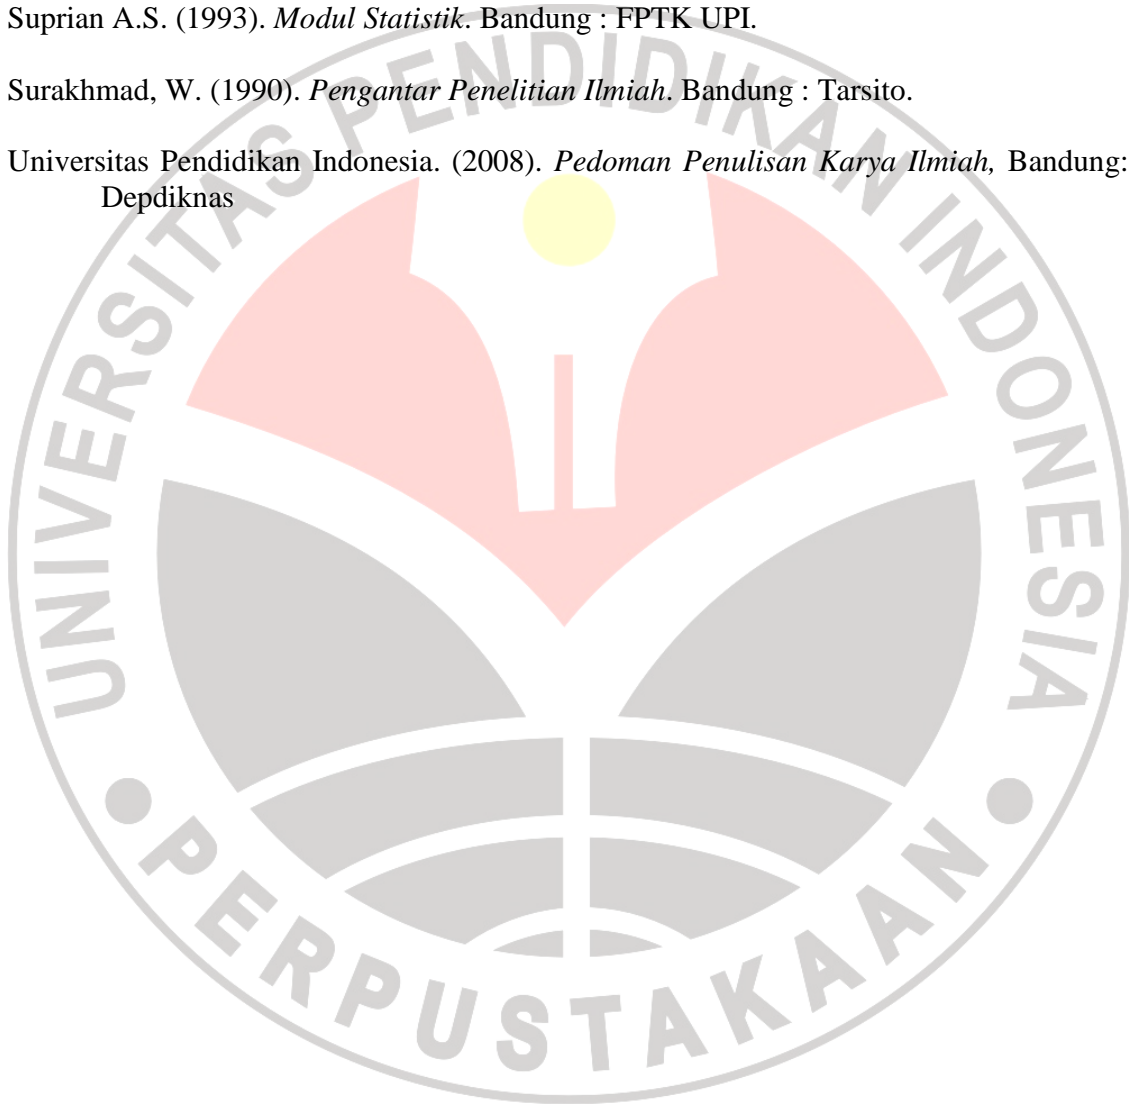 Suprian A.S. (1993). Modul Statistik. Bandung : FPTK UPI.
Surakhmad, W. (1990). Pengantar Penelitian Ilmiah. Bandung : Tarsito.
Universitas Pendidikan Indonesia. (2008). Pedoman Penulisan Karya Ilmiah, Bandung:
Depdiknas
UNIVERSITAS PENDIDIKAN INDONESIA
PERPUSTAKAAN